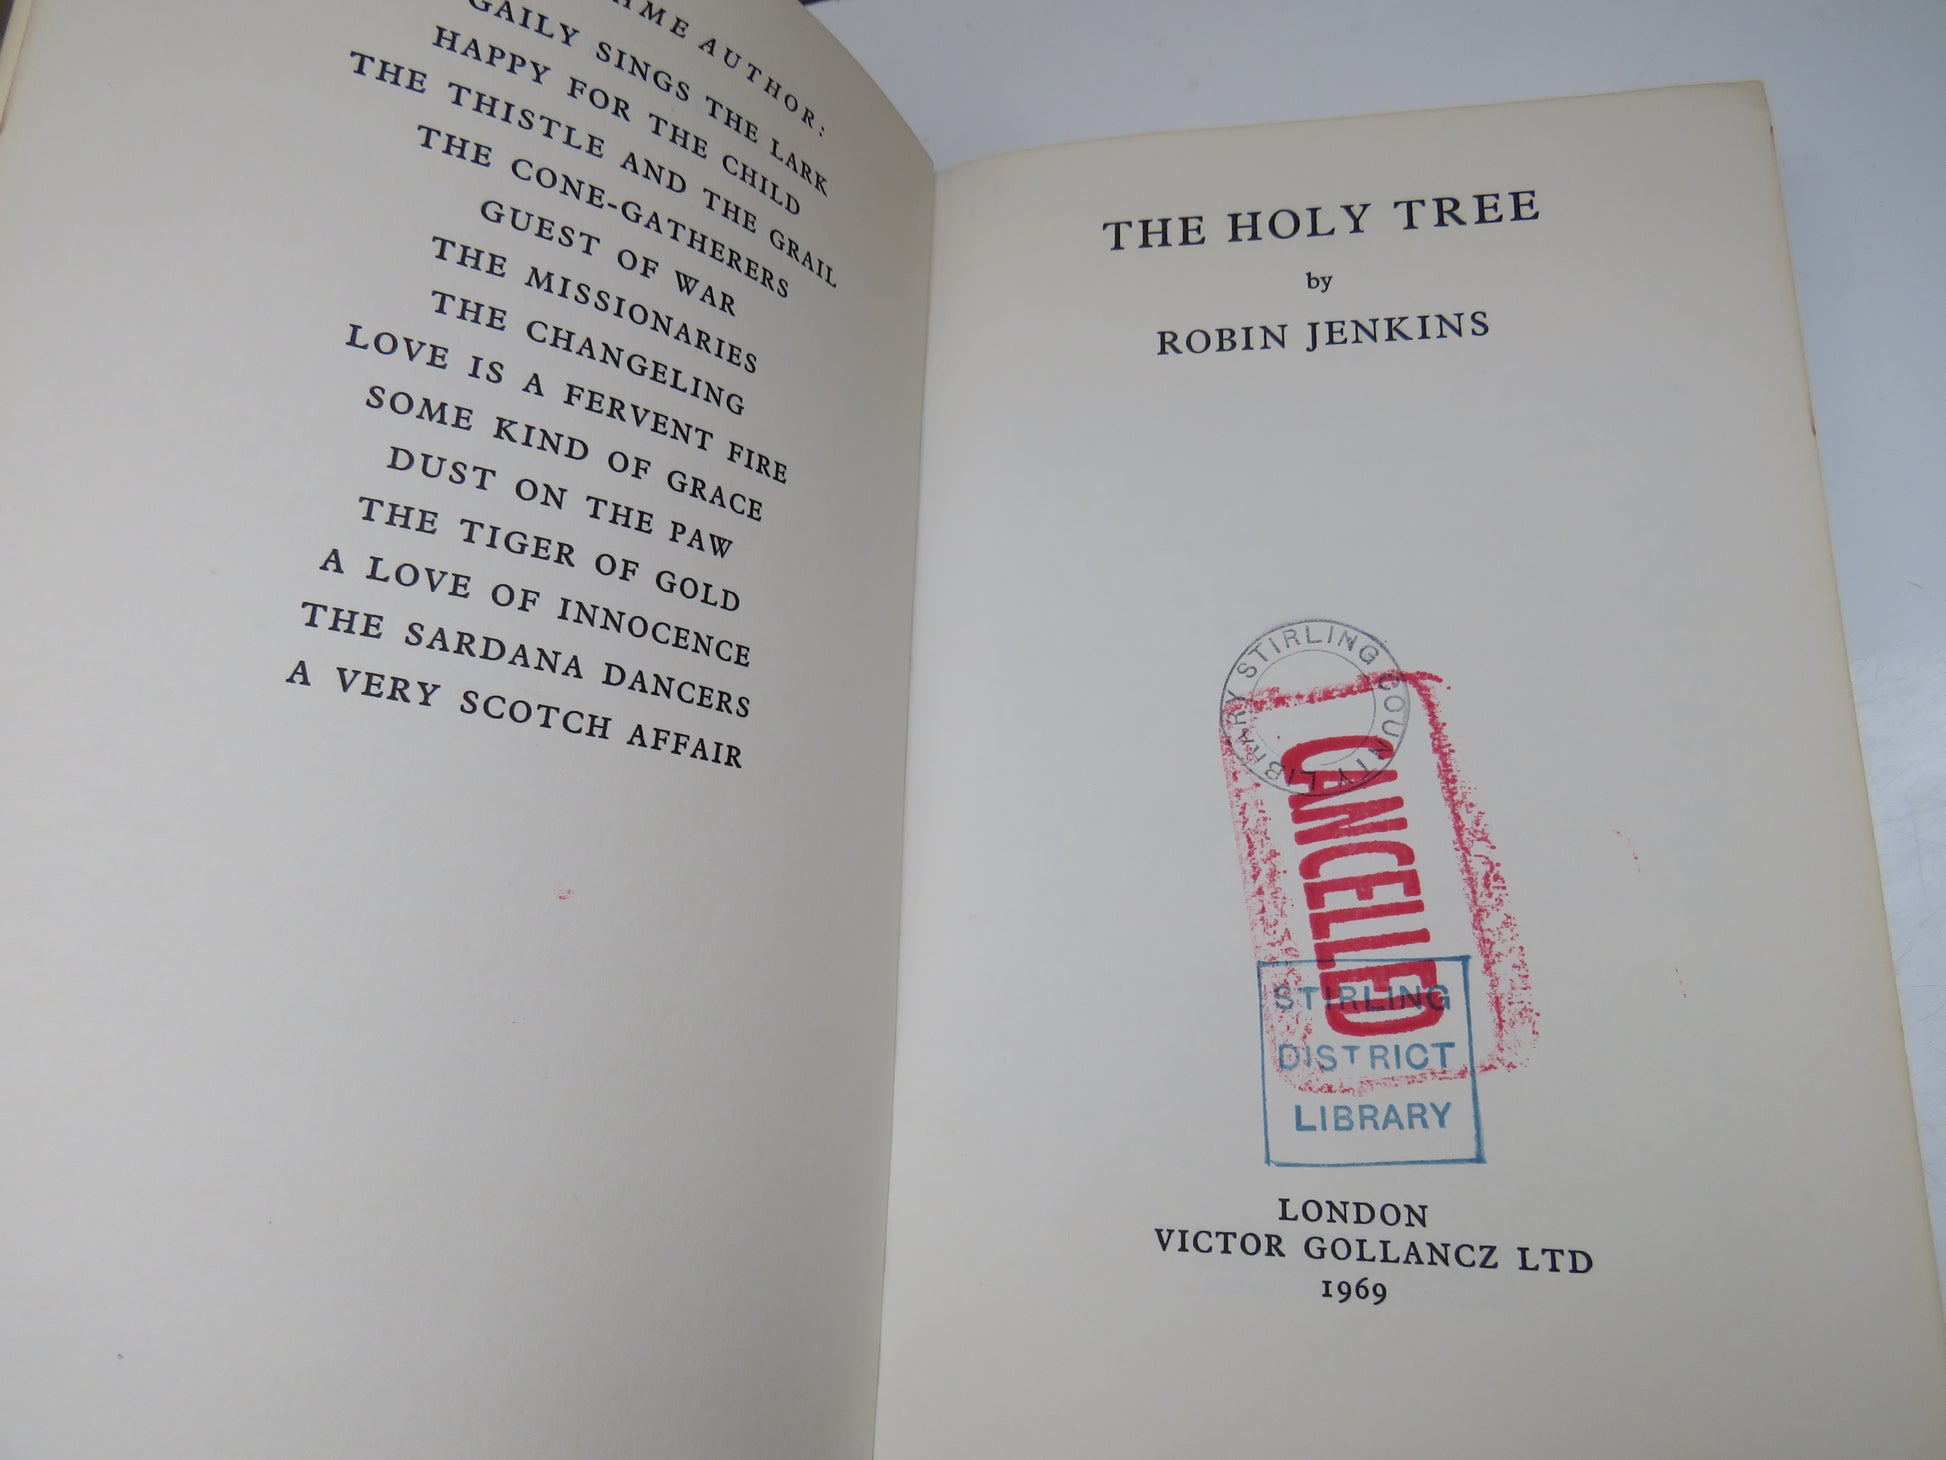 AME AUTHOR:
GAILY SINGS THE LARK
HAPPY FOR THE CHILD
THE THISTLE AND THE GRAIL
THE CONE-GATHERERS
GUEST OF WAR
THE MISSIONARIES
THE CHANGELING
LOVE IS A FERVENT FIRE
SOME KIND OF GRACE
DUST ON THE PAW
THE TIGER OF GOLD
A LOVE OF INNOCENCE
THE SARDANA DANCERS
A VERY SCOTCH AFFAIR
THE HOLY TREE
by
ROBIN JENKINS
STIRLING COUNTY LIBRARY
CANCELLED
STIRLING
DISTRICT
LIBRARY
LONDON
VICTOR GOLLANCZ LTD
1969